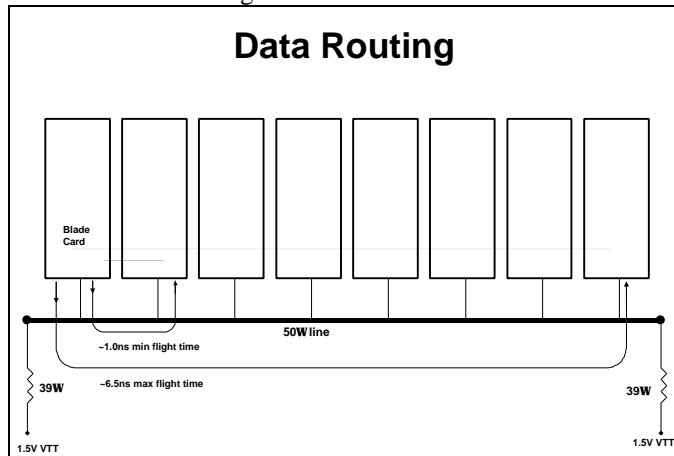 Data Routing
Blade
Card
50W line
~1.0ns min flight time
~6.5ns max flight time
39W
39W
1.5V VTT
1.5V VTT